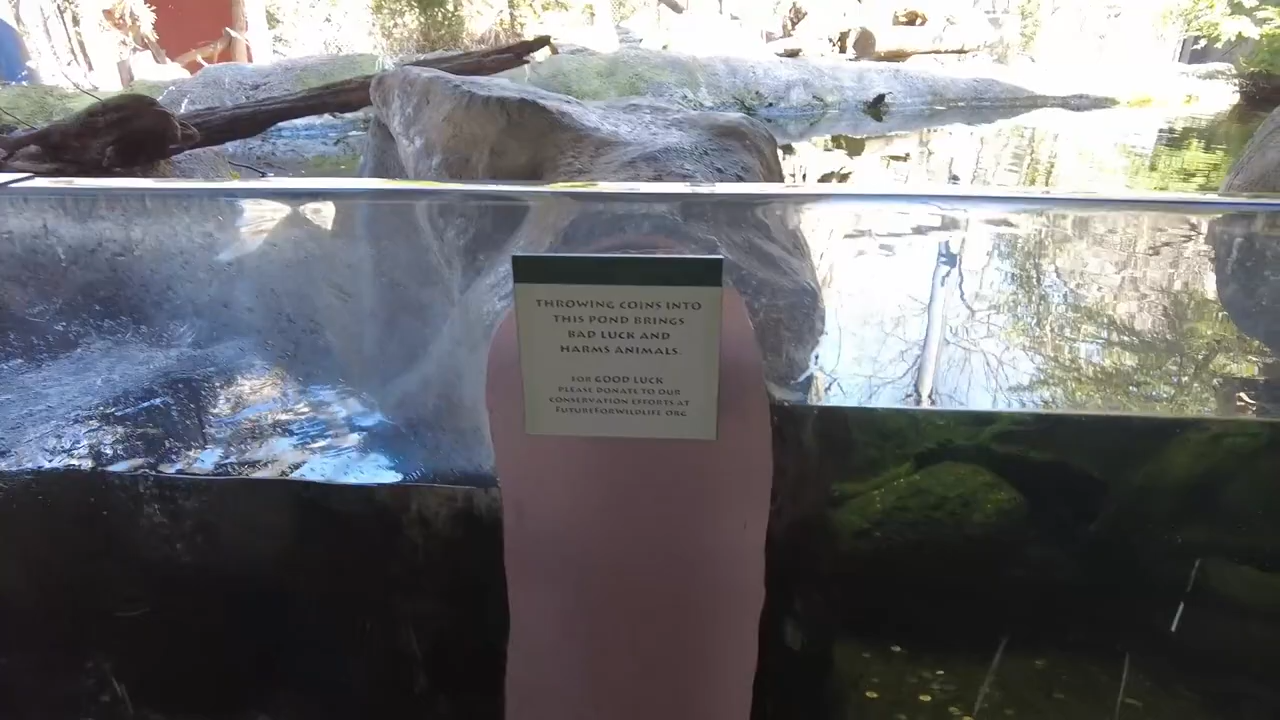 THROWING COINS INTO
THIS POND BRINGS
BAD LUCK AND
HARMS ANIMALS.
FOR GOOD LUCK
PLEASE DONATE TO OUR
CONSERVATION EFFORTS AT
FUTUREFORWILDLIFE.ORG